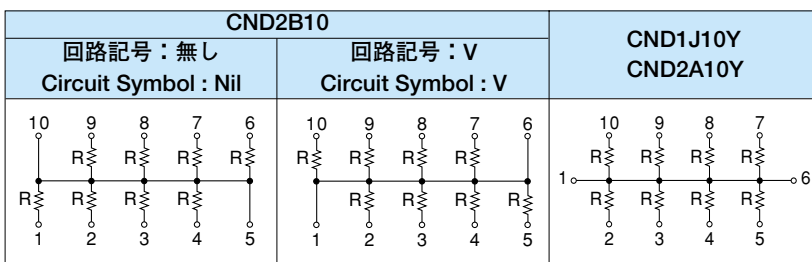 CND2B10
CND1J10Y
CND2A10Y
回路記号：無し
Circuit Symbol : Nil
回路記号：V
Circuit Symbol : V
10 9 8 7 6
R R R R
R R R R
1 2 3 4 5
10 9 8 7 6
R R R R
R R R R
1 2 3 4 5
10 9 8 7
R R R R
1 6
R R R R
2 3 4 5